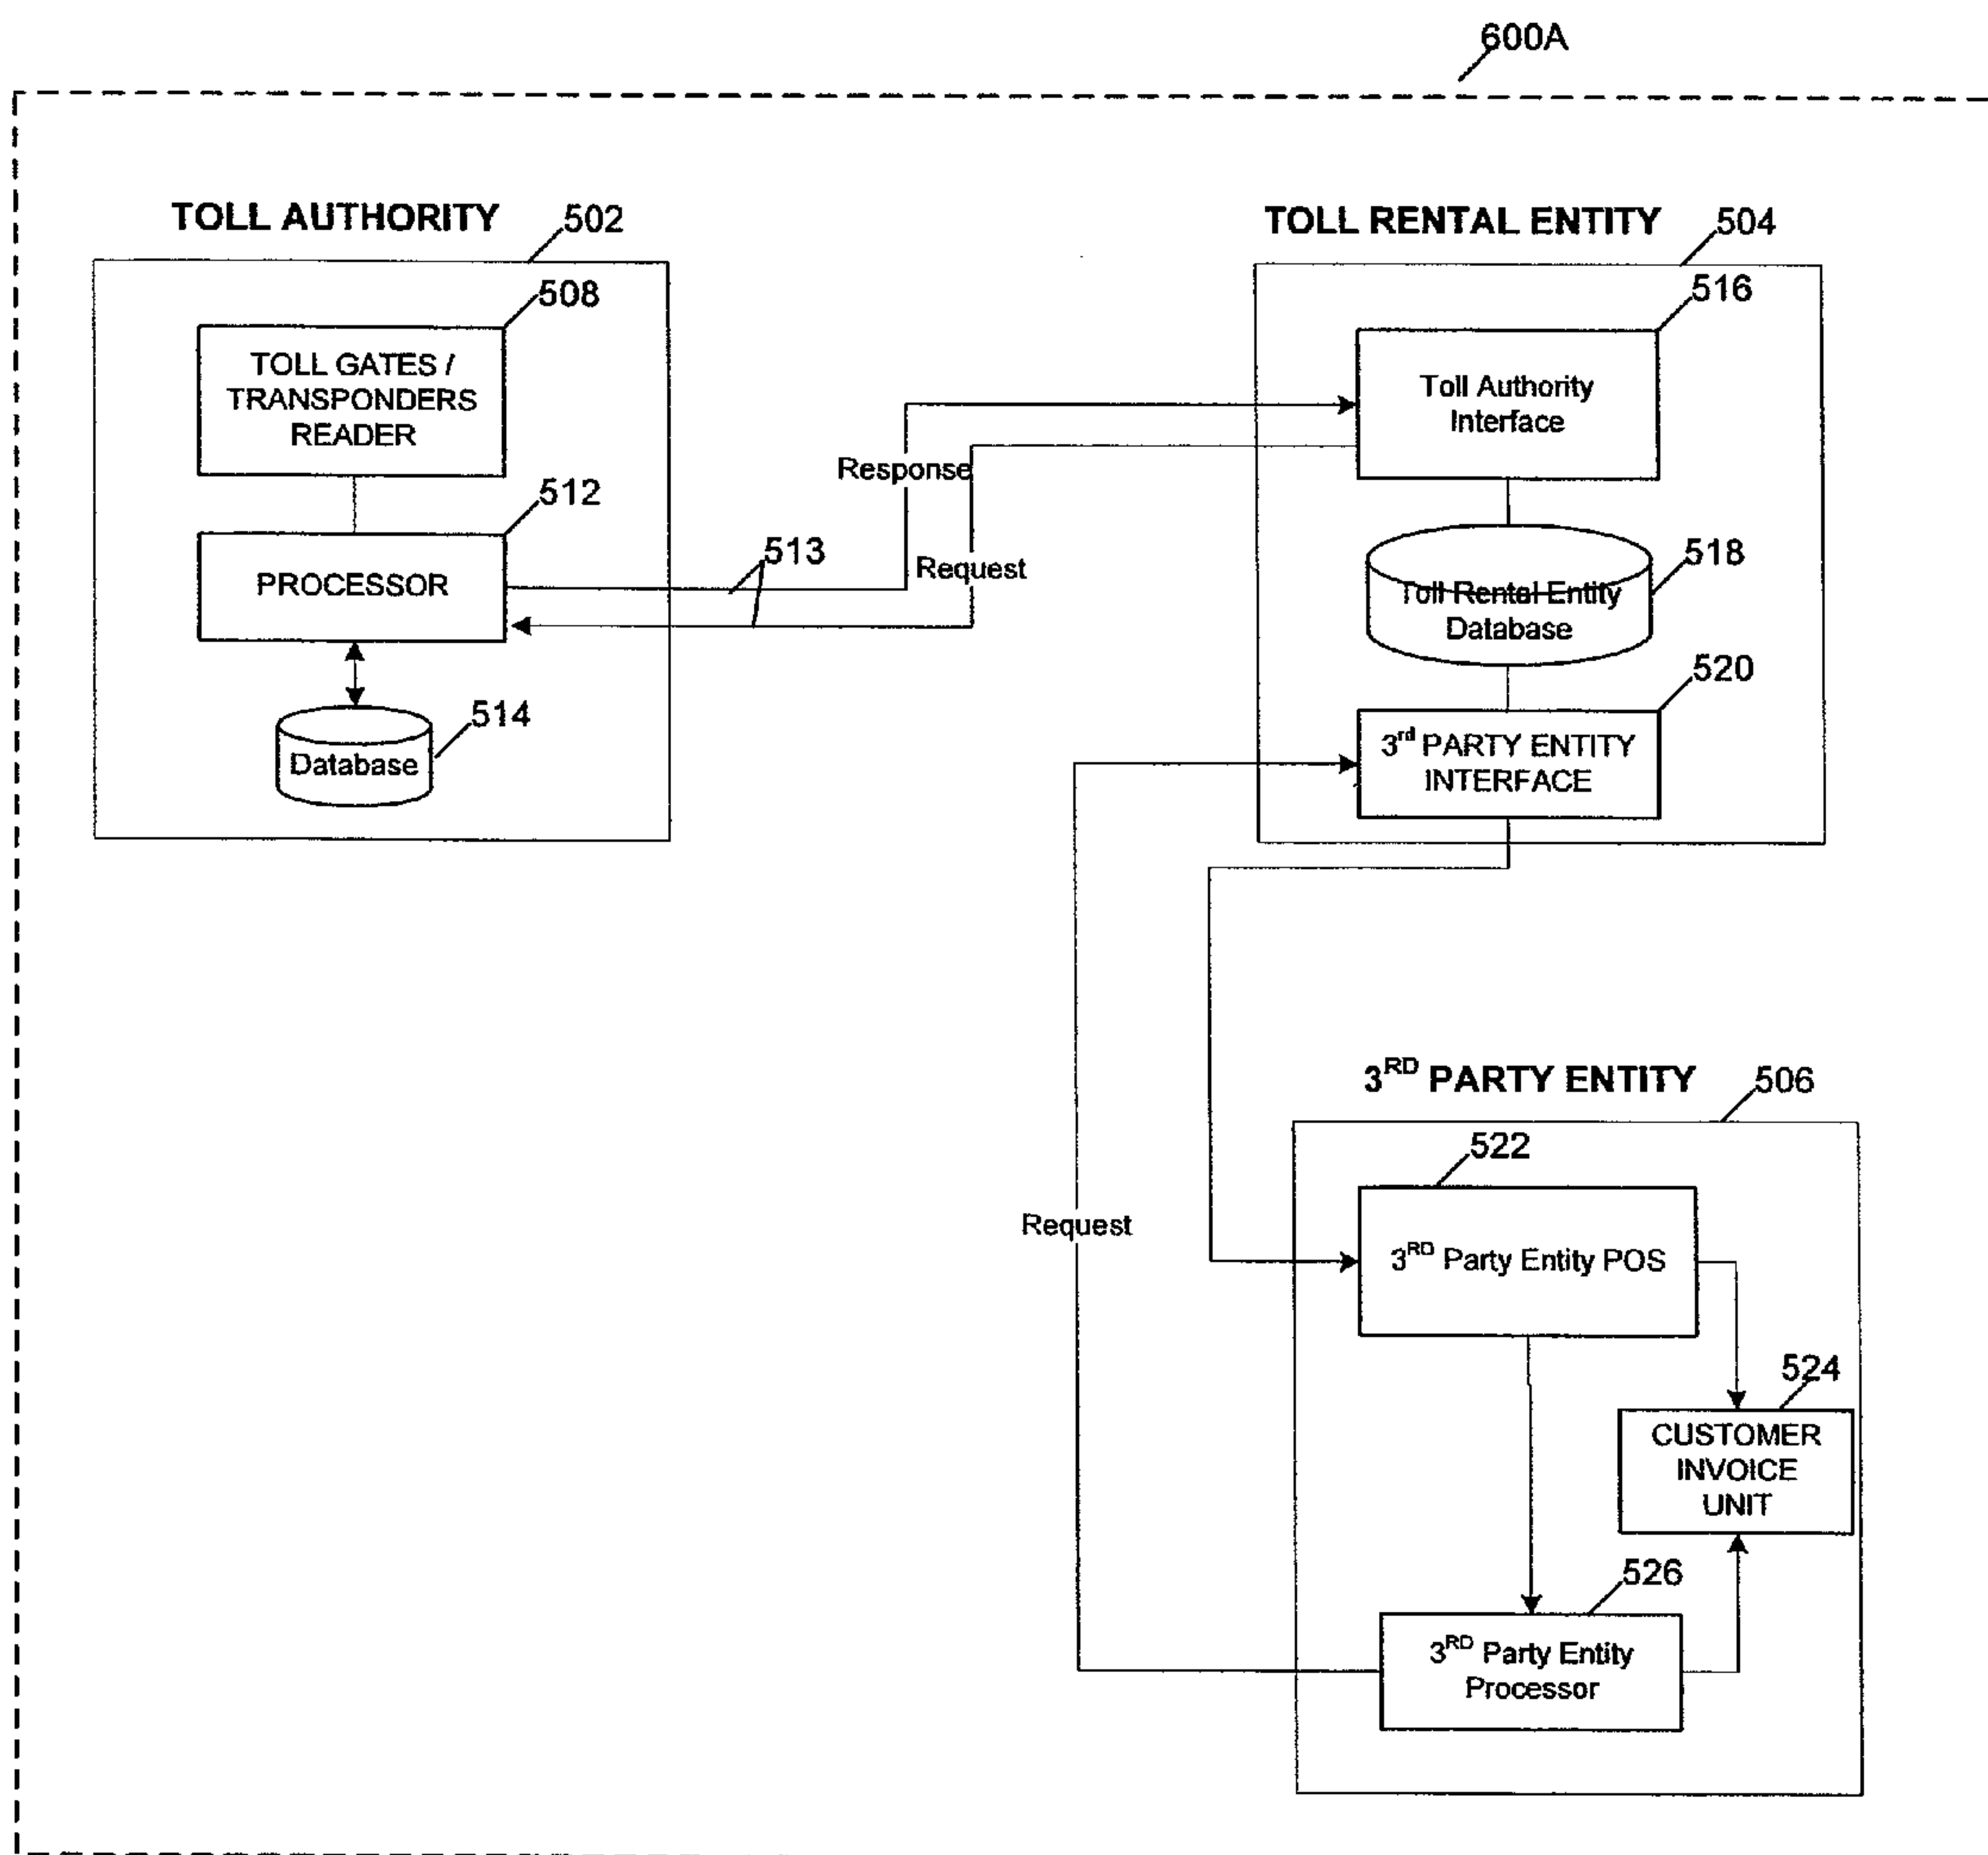 600A
TOLL AUTHORITY
502
508
TOLL GATES /
TRANSPONDERS
READER
512
PROCESSOR
513
514
Database
Response
Request
TOLL RENTAL ENTITY
504
516
Toll Authority
Interface
518
Toll Rental Entity
Database
520
3rd PARTY ENTITY
INTERFACE
Request
3RD PARTY ENTITY
506
522
3RD Party Entity POS
524
CUSTOMER
INVOICE
UNIT
526
3RD Party Entity
Processor